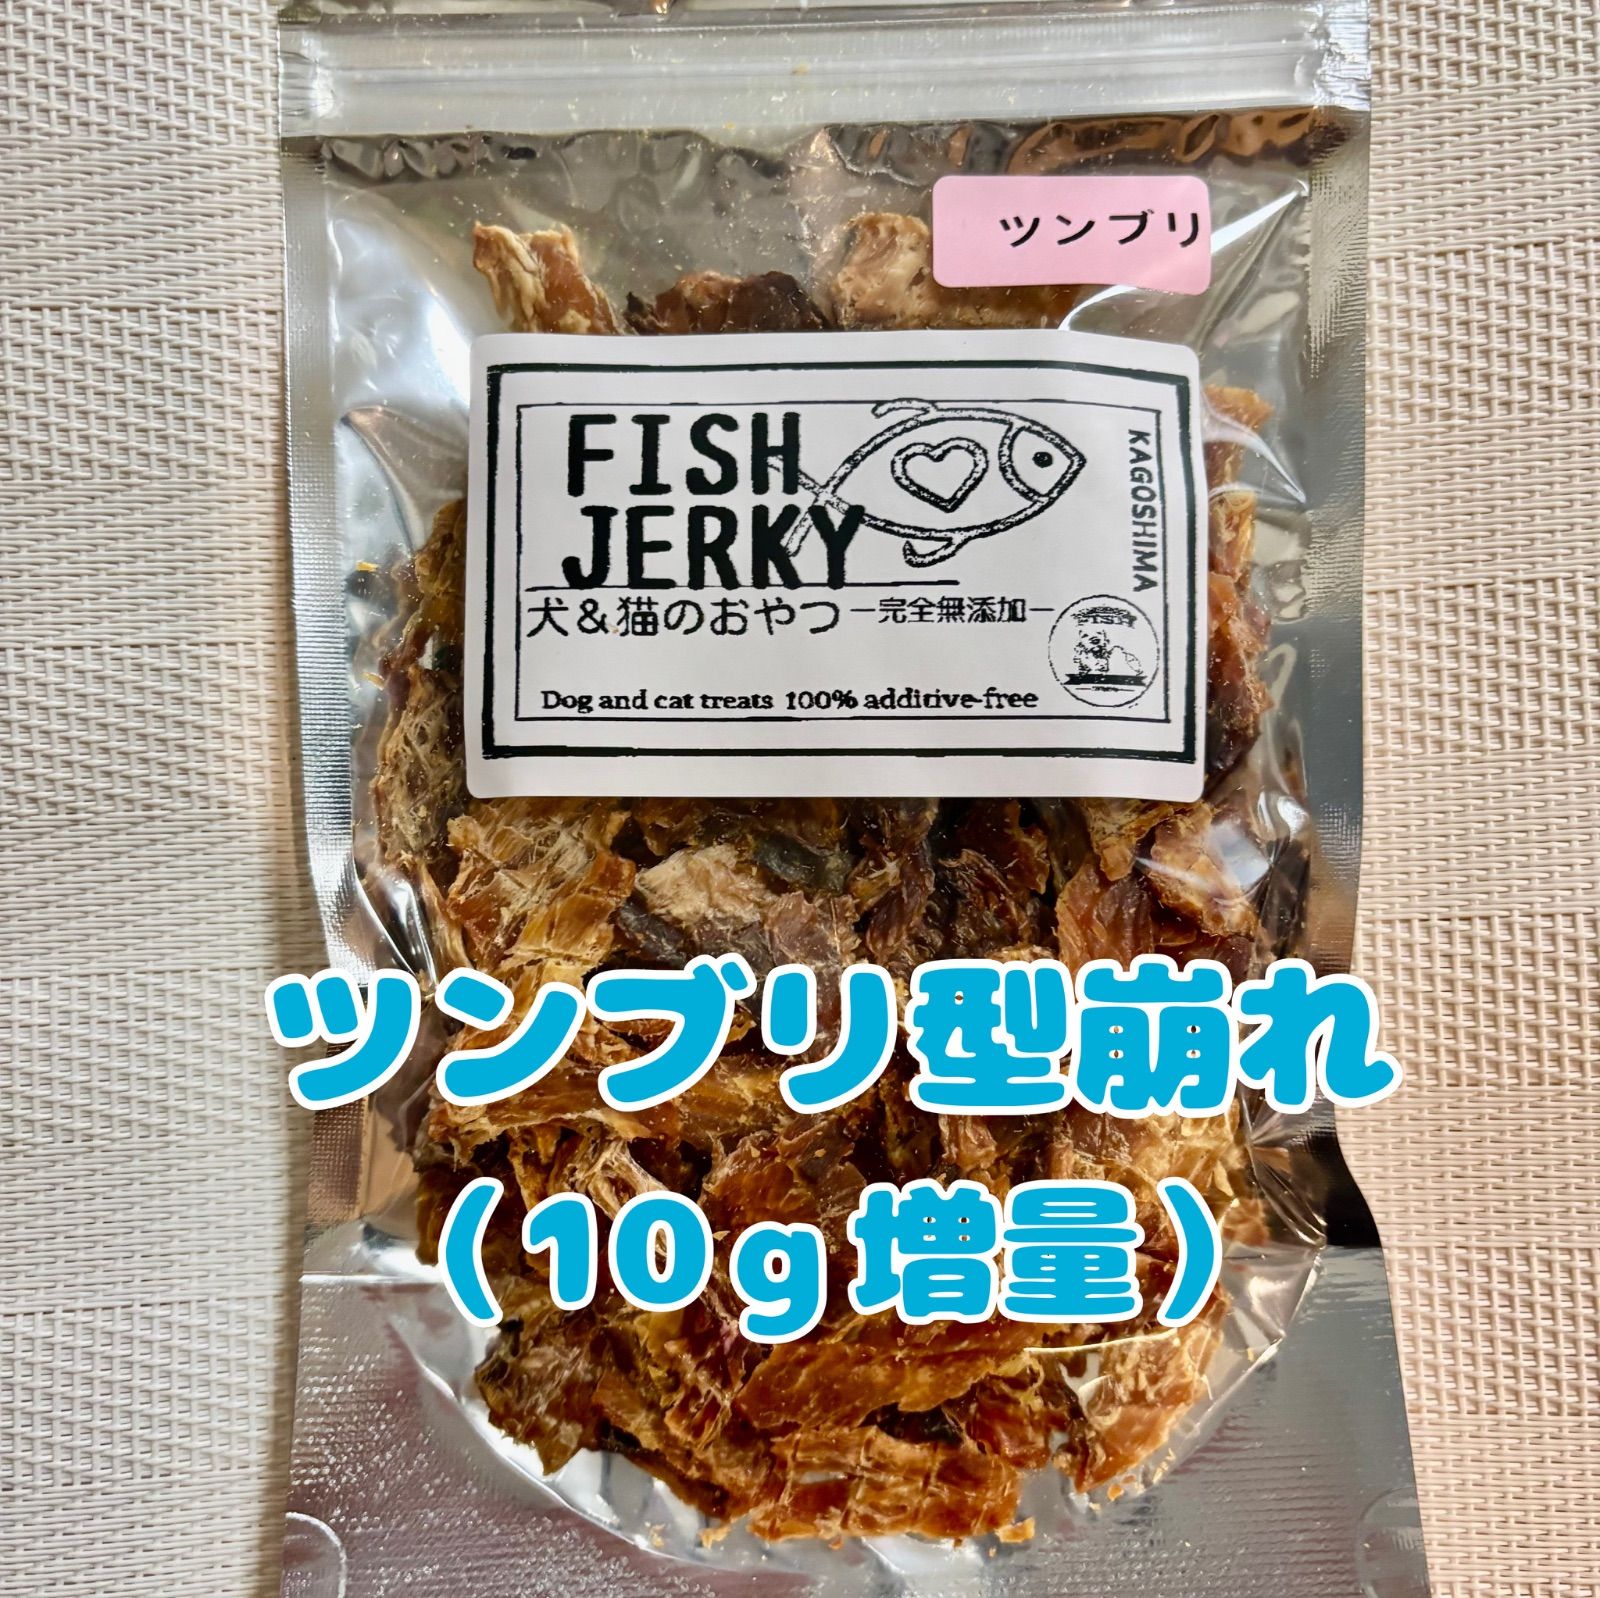 ツンブリ
FISH
JERKY
KAGOSHIMA
犬&猫のおやつ ー完全無添加ー
Dog and cat treats 100% additive-free
ツンブリ型崩れ
(10g増量)